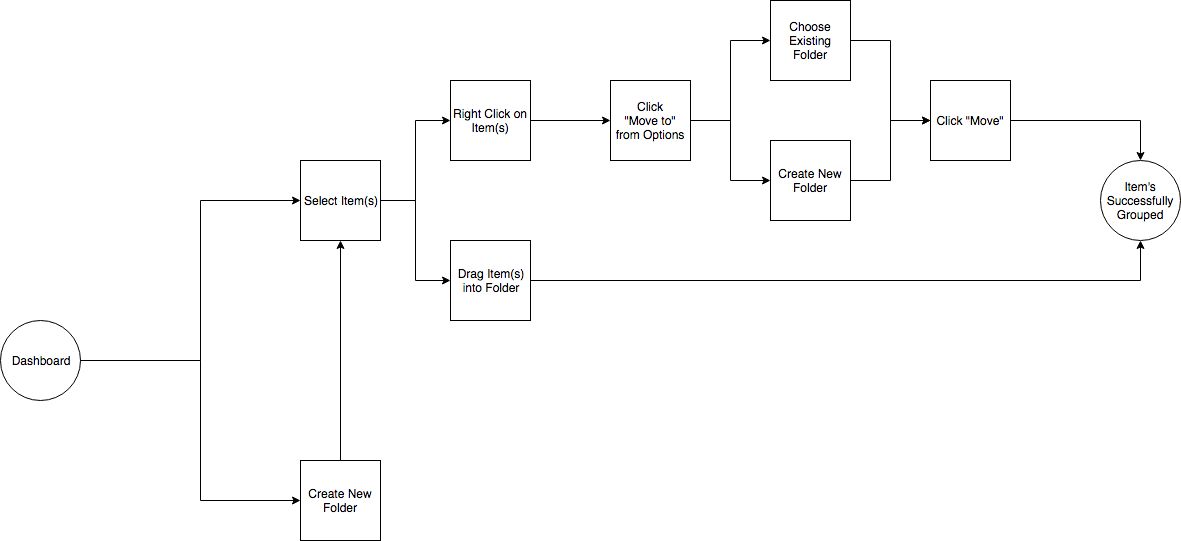 Choose
Existing
Folder
Right Click on
Item(s)
Click
"Move to"
from Options
Click "Move"
Create New
Folder
Select Item(s)
Item's
Successfully
Grouped
Drag Item(s)
into Folder
Dashboard
Create New
Folder